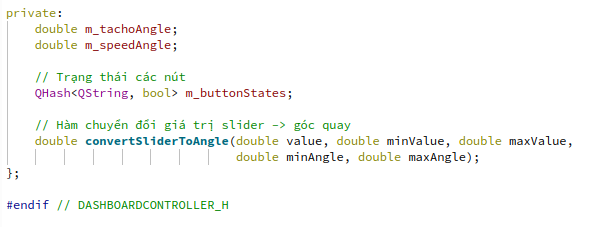 private:
    double m_tachoAngle;
    double m_speedAngle;

    // Trạng thái các nút
    QHash<QString, bool> m_buttonStates;

    // Hàm chuyển đổi giá trị slider -> góc quay
    double convertSliderToAngle(double value, double minValue, double maxValue,
                                double minAngle, double maxAngle);
};

#endif // DASHBOARDCONTROLLER_H